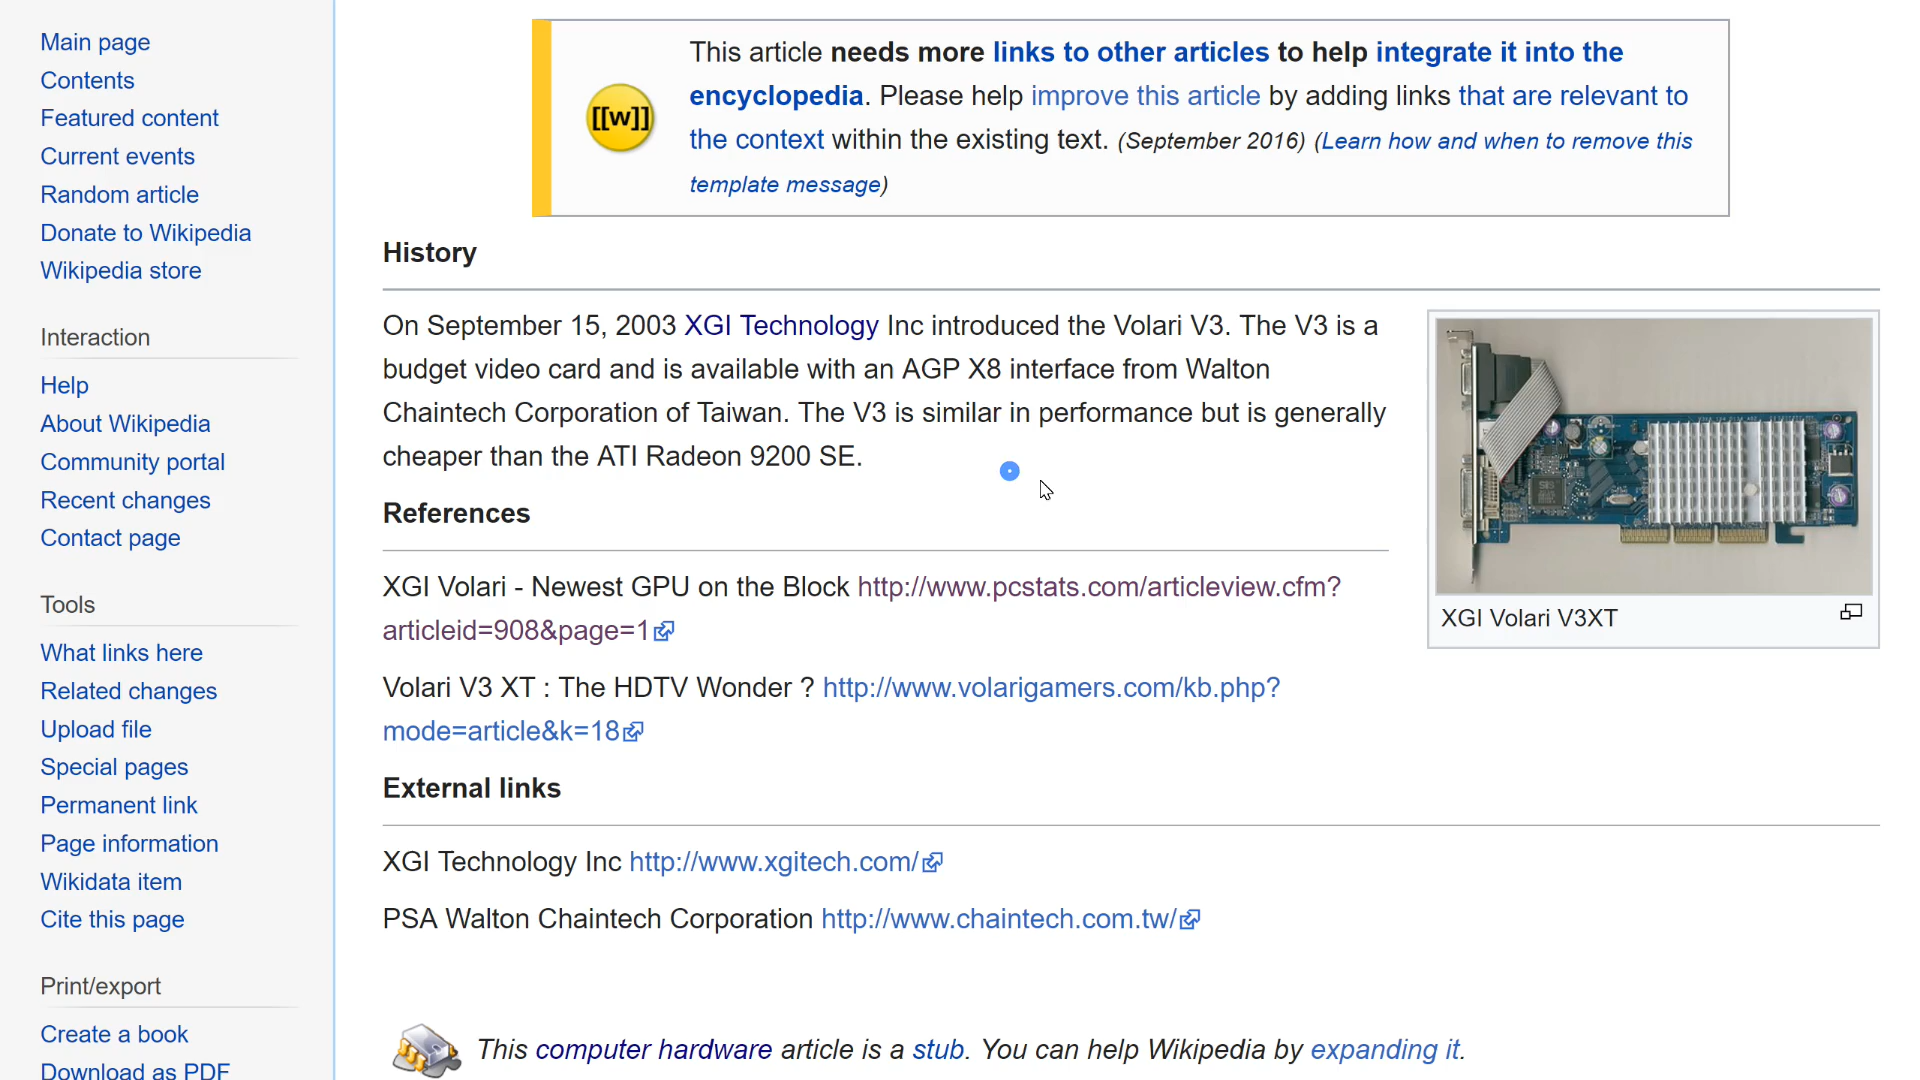 Main page
Contents
Featured content
Current events
Random article
Donate to Wikipedia
Wikipedia store
Interaction
Help
About Wikipedia
Community portal
Recent changes
Contact page
Tools
What links here
Related changes
Upload file
Special pages
Permanent link
Page information
Wikidata item
Cite this page
Print/export
Create a book
Download as PDF
[[w]]
This article needs more links to other articles to help integrate it into the
encyclopedia. Please help improve this article by adding links that are relevant to
the context within the existing text. (September 2016) (Learn how and when to remove this
template message)
History
On September 15, 2003 XGI Technology Inc introduced the Volari V3. The V3 is a
budget video card and is available with an AGP X8 interface from Walton
Chaintech Corporation of Taiwan. The V3 is similar in performance but is generally
cheaper than the ATI Radeon 9200 SE.
XGI Volari V3XT
References
XGI Volari - Newest GPU on the Block http://www.pcstats.com/articleview.cfm?
articleid=908&page=1
Volari V3 XT : The HDTV Wonder ? http://www.volarigamers.com/kb.php?
mode=article&k=18
External links
XGI Technology Inc http://www.xgitech.com/
PSA Walton Chaintech Corporation http://www.chaintech.com.tw/
This computer hardware article is a stub. You can help Wikipedia by expanding it.